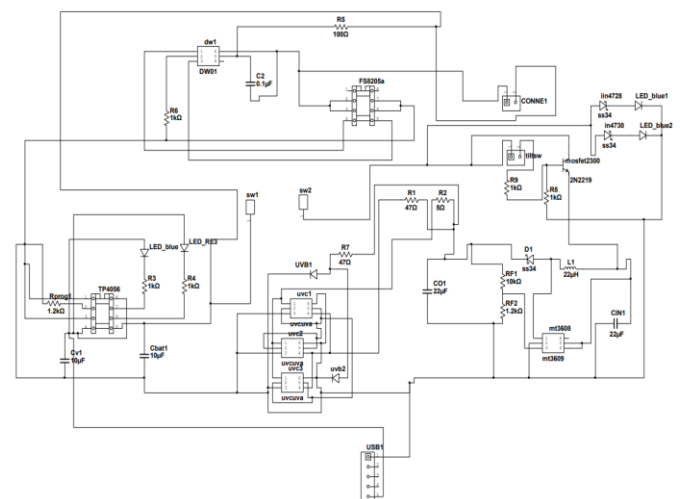 R5
100Ω
dw1
DW01
C2
0.1µF
FS8205a
R6
1kΩ
CONNE1
iin4728
LED_blue1
ss34
in4730
LED_blue2
ss34
tiltsw
mosfet2300
2N2219
R9
1kΩ
R8
1kΩ
sw1
sw2
R1
47Ω
R2
5Ω
LED_blue
R3
1kΩ
R4
1kΩ
TP4056
1.2kΩ
Cv1
10µF
Cbat1
10µF
UVB1
R7
47Ω
uvc1
uvcuva
uvc2
uvcuva
uvc3
uvcuva
uvb2
CO1
22µF
RF1
10kΩ
RF2
1.2kΩ
D1
ss34
L1
22µH
CIN1
22µF
mt3608
mt3609
USB1